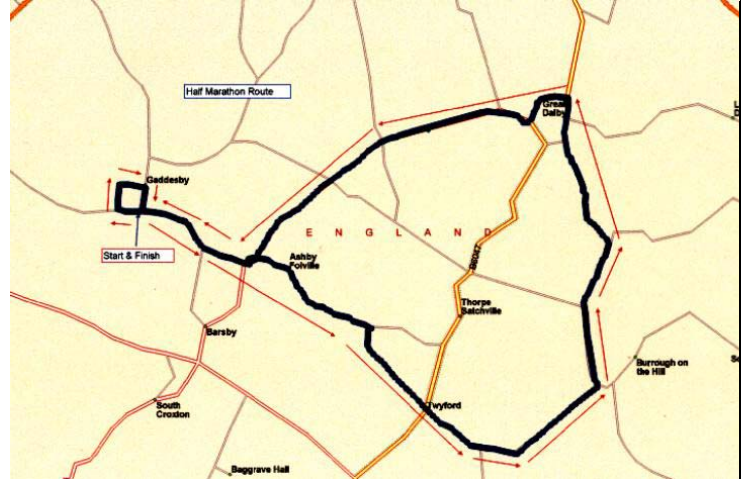 Half Marathon Route
Great
Dalby
Gaddesby
E N G L A N D
Start & Finish
Ashby
Folville
B6047
Thorpe
Satchville
Barsby
Burrough on
the Hill
South
Croxton
Twyford
Baggrave Hall